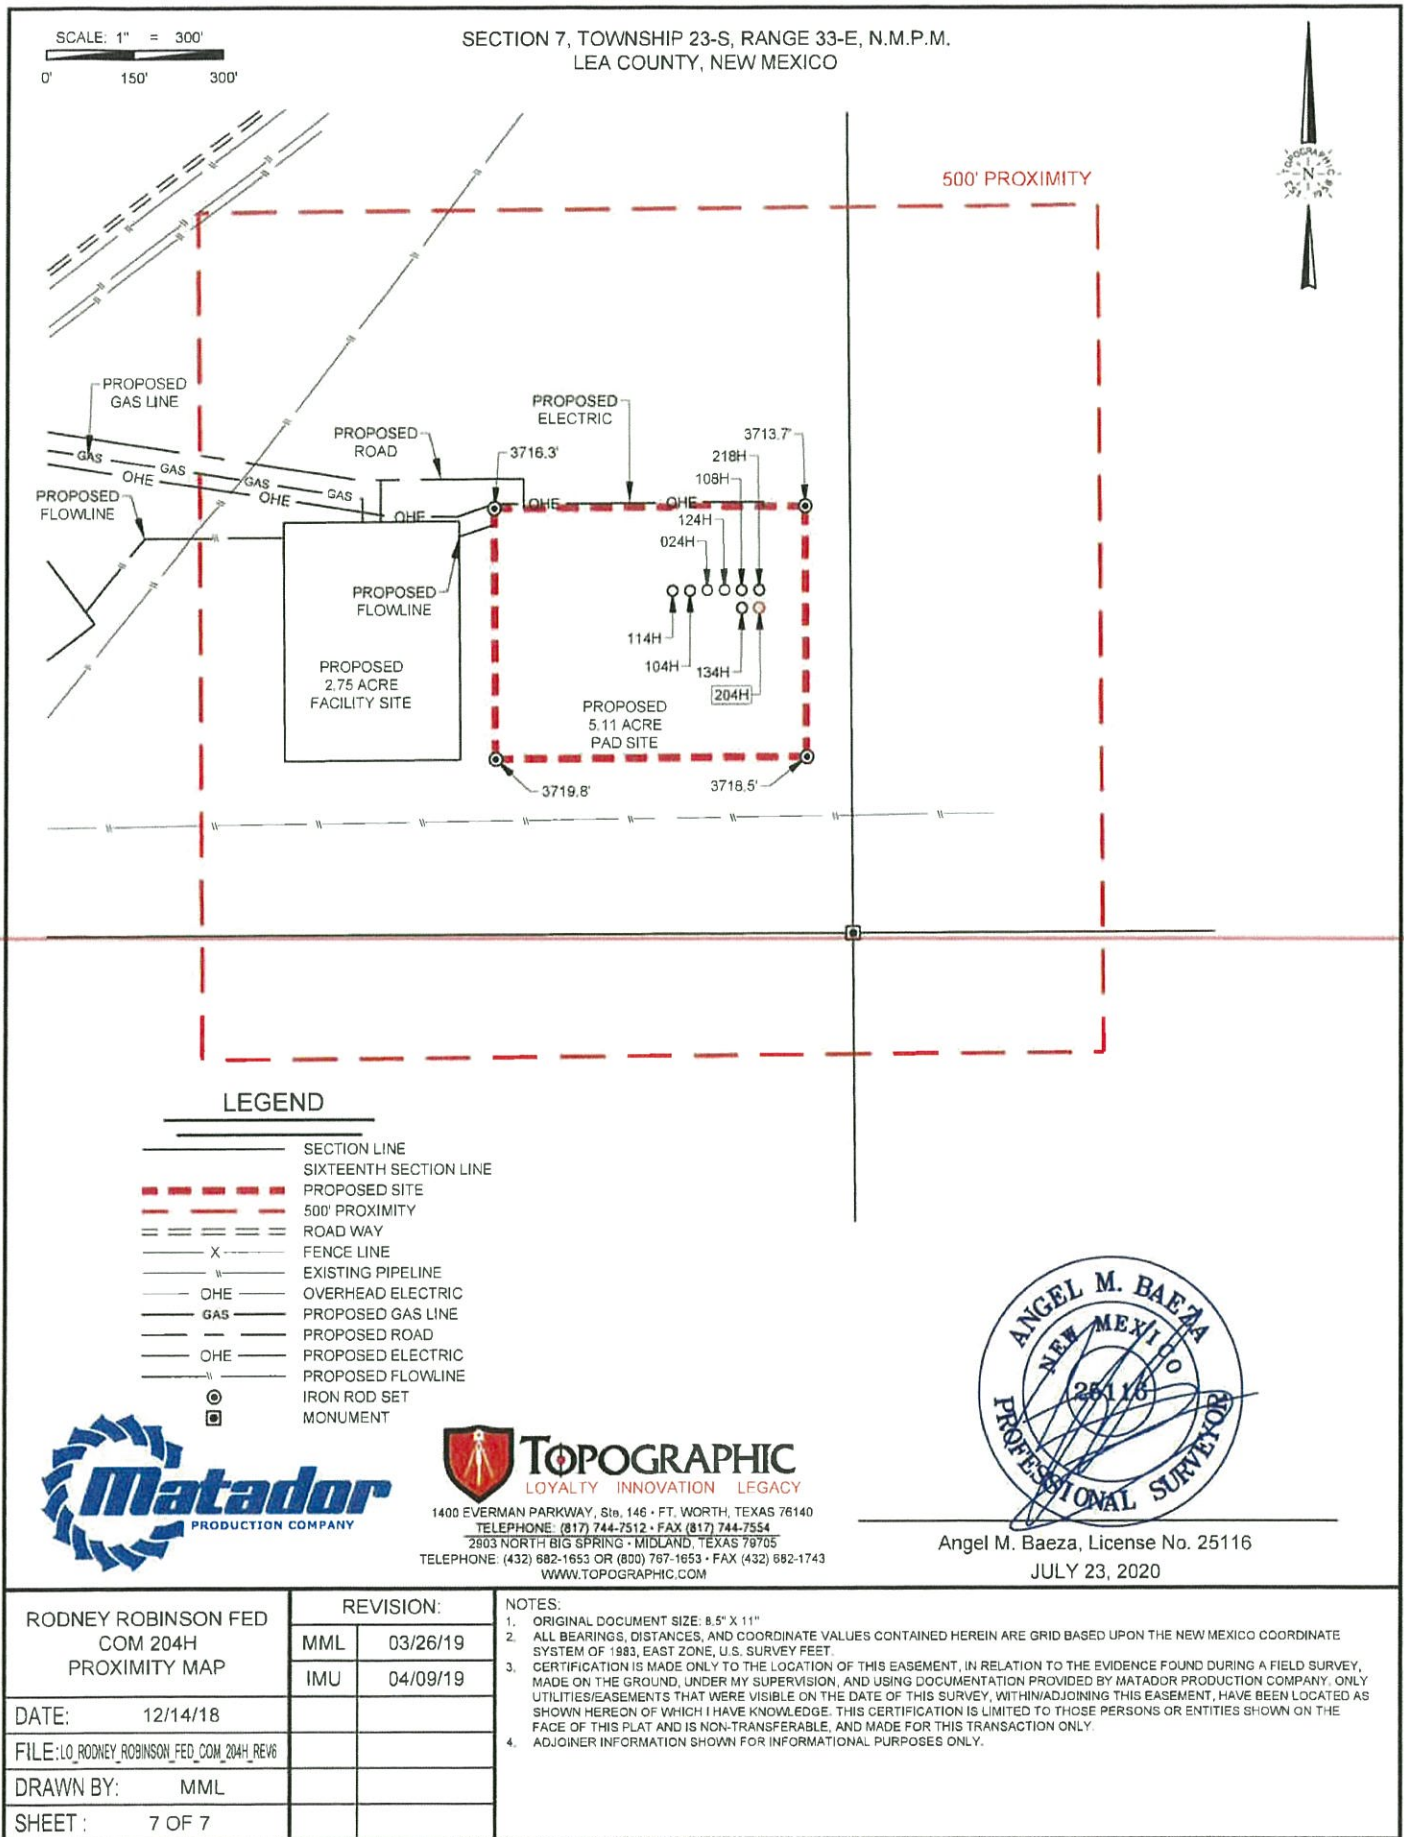 SCALE: 1" = 300'
0' 150' 300'
SECTION 7, TOWNSHIP 23-S, RANGE 33-E, N.M.P.M.
LEA COUNTY, NEW MEXICO
TOPOGRAPHIC
N
500' PROXIMITY
PROPOSED
GAS LINE
PROPOSED
ROAD
PROPOSED
ELECTRIC
3716.3'
3713.7'
218H
108H
124H
024H
GAS GAS GAS GAS
OHE OHE OHE OHE OHE
PROPOSED
FLOWLINE
PROPOSED
FLOWLINE
114H
104H
134H
204H
PROPOSED
2.75 ACRE
FACILITY SITE
PROPOSED
5.11 ACRE
PAD SITE
3719.8'
3718.5'
LEGEND
SECTION LINE
SIXTEENTH SECTION LINE
PROPOSED SITE
500' PROXIMITY
ROAD WAY
X FENCE LINE
EXISTING PIPELINE
OHE OVERHEAD ELECTRIC
GAS PROPOSED GAS LINE
PROPOSED ROAD
OHE PROPOSED ELECTRIC
PROPOSED FLOWLINE
IRON ROD SET
MONUMENT
Matador
PRODUCTION COMPANY
TOPOGRAPHIC
LOYALTY INNOVATION LEGACY
1400 EVERMAN PARKWAY, Ste. 146 • FT. WORTH, TEXAS 76140
TELEPHONE: (817) 744-7512 • FAX (817) 744-7554
2903 NORTH BIG SPRING • MIDLAND, TEXAS 79705
TELEPHONE: (432) 682-1653 OR (800) 767-1653 • FAX (432) 682-1743
WWW.TOPOGRAPHIC.COM
ANGEL M. BAEZA
NEW MEXICO
25116
PROFESSIONAL SURVEYOR
Angel M. Baeza, License No. 25116
JULY 23, 2020
RODNEY ROBINSON FED
COM 204H
PROXIMITY MAP
DATE: 12/14/18
FILE:LO_RODNEY_ROBINSON_FED_COM_204H_REV6
DRAWN BY: MML
SHEET : 7 OF 7
REVISION:
MML 03/26/19
IMU 04/09/19
NOTES:
1. ORIGINAL DOCUMENT SIZE: 8.5" X 11"
2. ALL BEARINGS, DISTANCES, AND COORDINATE VALUES CONTAINED HEREIN ARE GRID BASED UPON THE NEW MEXICO COORDINATE
SYSTEM OF 1983, EAST ZONE, U.S. SURVEY FEET.
3. CERTIFICATION IS MADE ONLY TO THE LOCATION OF THIS EASEMENT, IN RELATION TO THE EVIDENCE FOUND DURING A FIELD SURVEY,
MADE ON THE GROUND, UNDER MY SUPERVISION, AND USING DOCUMENTATION PROVIDED BY MATADOR PRODUCTION COMPANY. ONLY
UTILITIES/EASEMENTS THAT WERE VISIBLE ON THE DATE OF THIS SURVEY, WITHIN/ADJOINING THIS EASEMENT, HAVE BEEN LOCATED AS
SHOWN HEREON OF WHICH I HAVE KNOWLEDGE. THIS CERTIFICATION IS LIMITED TO THOSE PERSONS OR ENTITIES SHOWN ON THE
FACE OF THIS PLAT AND IS NON-TRANSFERABLE, AND MADE FOR THIS TRANSACTION ONLY.
4. ADJOINER INFORMATION SHOWN FOR INFORMATIONAL PURPOSES ONLY.